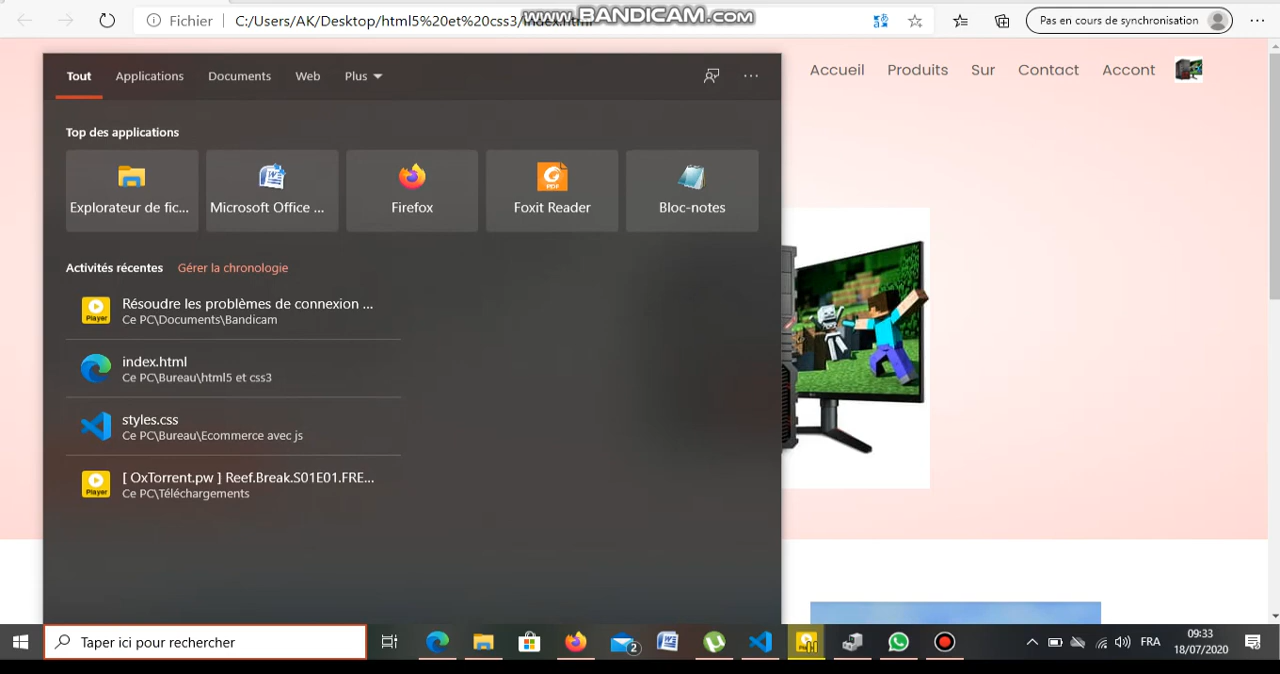 Fichier
C:/Users/AK/Desktop/html5%20et%20css3/index.html
www.BANDICAM.com
Pas en cours de synchronisation
Accueil Produits Sur Contact Accont
Tout Applications Documents Web Plus
Top des applications
Explorateur de fic... Microsoft Office ... Firefox Foxit Reader Bloc-notes
Activités récentes Gérer la chronologie
Résoudre les problèmes de connexion ...
Ce PC\Documents\Bandicam
index.html
Ce PC\Bureau\html5 et css3
styles.css
Ce PC\Bureau\Ecommerce avec js
[ OxTorrent.pw ] Reef.Break.S01E01.FRE...
Ce PC\Téléchargements
Taper ici pour rechercher
2
FRA
09:33
18/07/2020